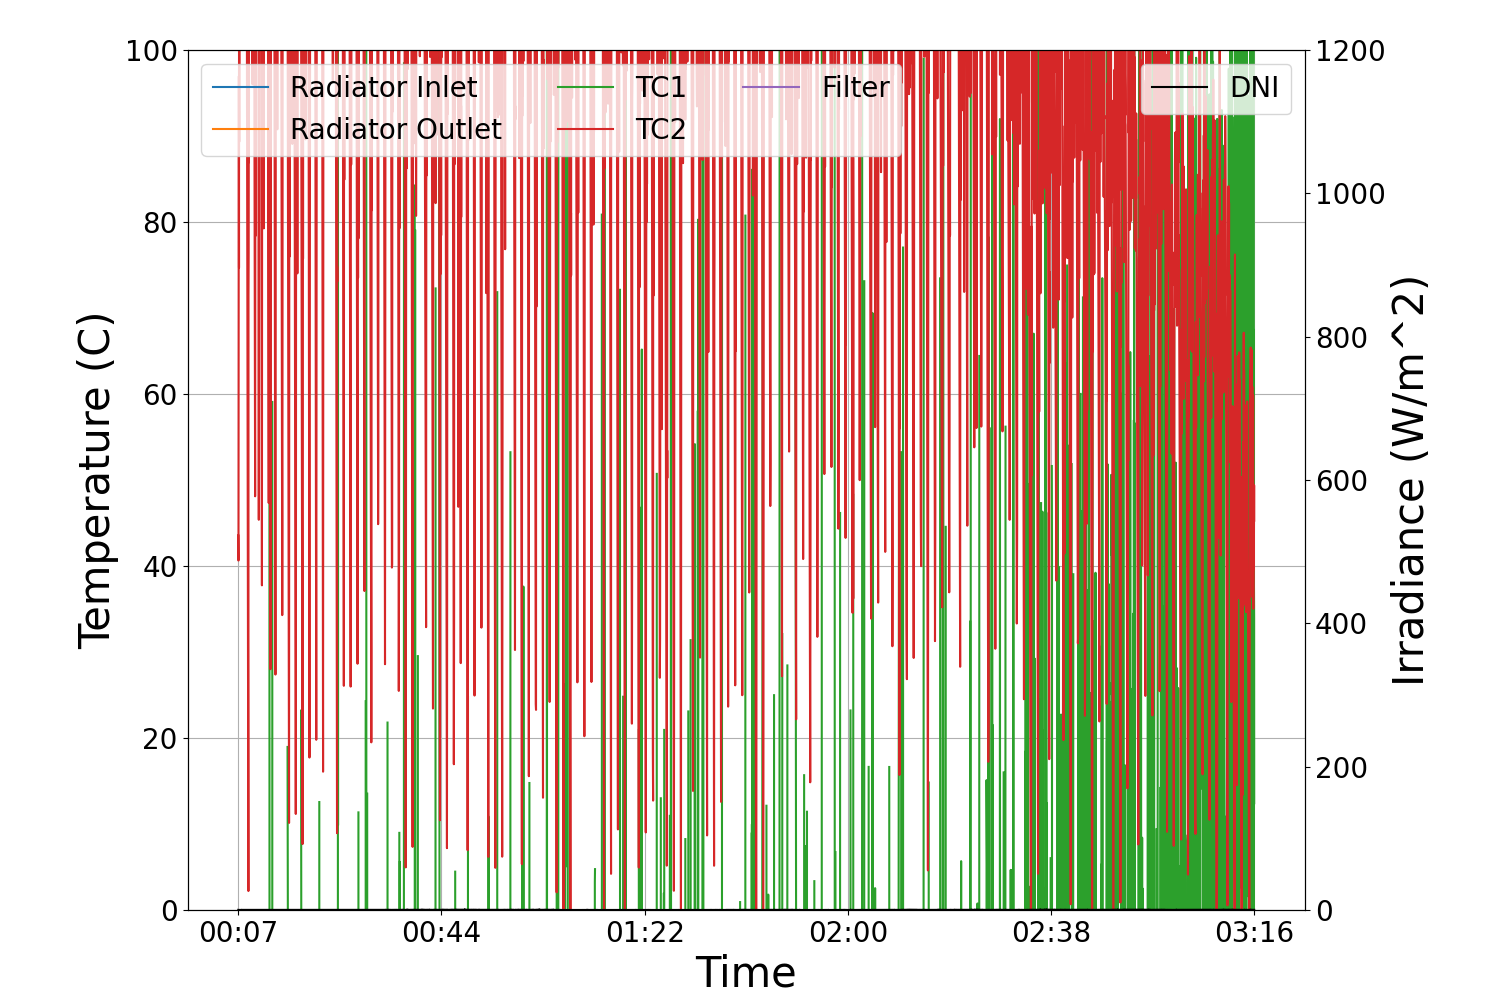 100
80
60
40
20
0
Temperature (C)
Radiator Inlet
Radiator Outlet
TC1
TC2
Filter
DNI
1200
1000
800
600
400
200
0
Irradiance (W/m^2)
00:07
00:44
01:22
02:00
02:38
03:16
Time